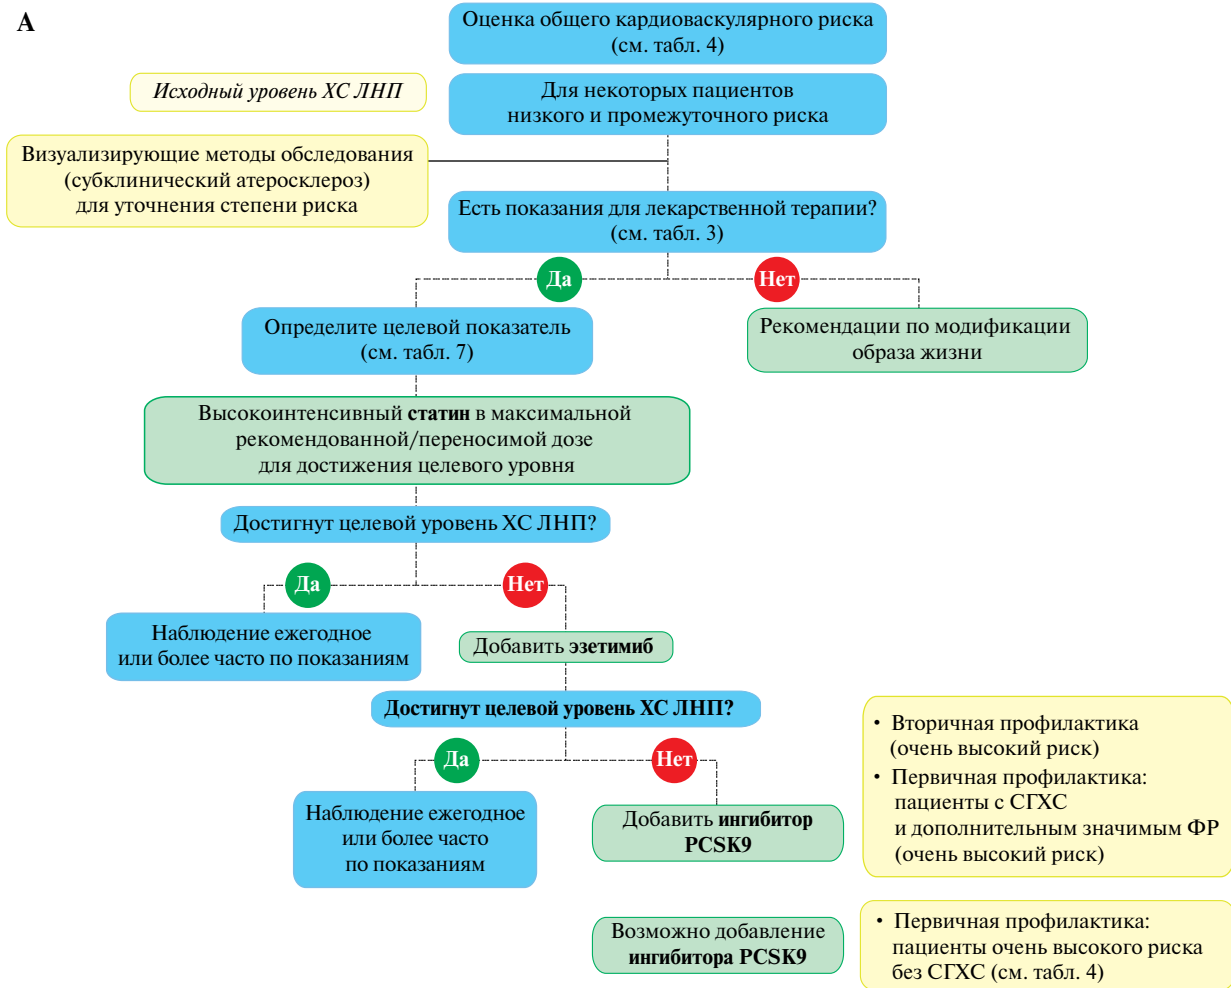 А
Оценка общего кардиоваскулярного риска
(см. табл. 4)
Исходный уровень ХС ЛНП
Для некоторых пациентов
низкого и промежуточного риска
Визуализирующие методы обследования
(субклинический атеросклероз)
для уточнения степени риска
Есть показания для лекарственной терапии?
(см. табл. 3)
Да
Нет
Определите целевой показатель
(см. табл. 7)
Рекомендации по модификации
образа жизни
Высокоинтенсивный статин в максимальной
рекомендованной/переносимой дозе
для достижения целевого уровня
Достигнут целевой уровень ХС ЛНП?
Да
Нет
Наблюдение ежегодное
или более часто по показаниям
Добавить эзетимиб
Достигнут целевой уровень ХС ЛНП?
Да
Нет
Наблюдение ежегодное
или более часто
по показаниям
Добавить ингибитор
PCSK9
• Вторичная профилактика
(очень высокий риск)
• Первичная профилактика:
пациенты с СГХС
и дополнительным значимым ФР
(очень высокий риск)
Возможно добавление
ингибитора PCSK9
• Первичная профилактика:
пациенты очень высокого риска
без СГХС (см. табл. 4)